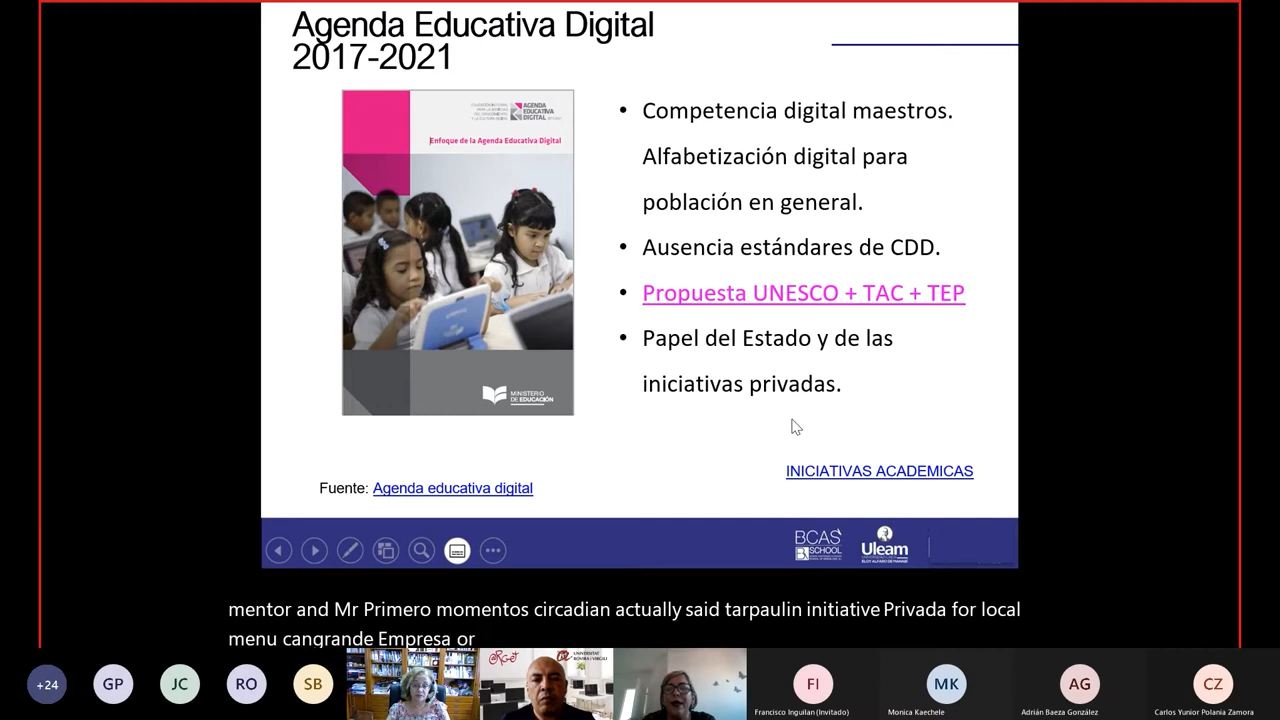 Agenda Educativa Digital
2017-2021
AGENDA
EDUCATIVA
DIGITAL
Enfoque de la Agenda Educativa Digital
MINISTERIO
DE EDUCACIÓN
• Competencia digital maestros.
Alfabetización digital para
población en general.
• Ausencia estándares de CDD.
• Propuesta UNESCO + TAC + TEP
• Papel del Estado y de las
iniciativas privadas.
INICIATIVAS ACADEMICAS
Fuente: Agenda educativa digital
BCAS
SCHOOL
Uleam
mentor and Mr Primero momentos circadian actually said tarpaulin initiative Privada for local
menu cangrande Empresa or
+24
GP
JC
RO
SB
UNIVERSITAT
ROVIRA i VIRGILI
FI
MK
AG
CZ
Francisco Inguilan (Invitado)
Monica Kaechele
Adrián Baeza González
Carlos Yunior Polania Zamora